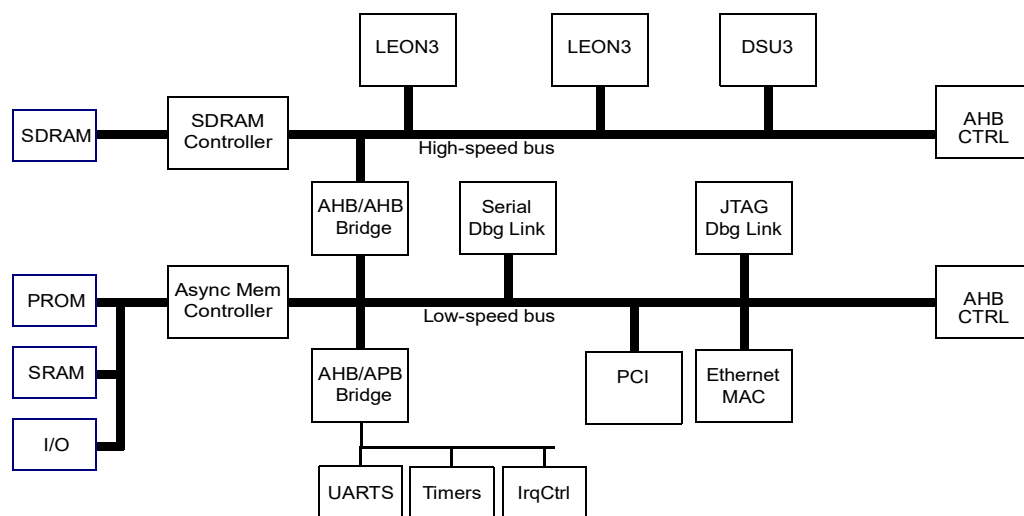 LEON3
LEON3
DSU3
SDRAM
SDRAM
Controller
AHB
CTRL
High-speed bus
AHB/AHB
Bridge
Serial
Dbg Link
JTAG
Dbg Link
PROM
Async Mem
Controller
AHB
CTRL
Low-speed bus
SRAM
AHB/APB
Bridge
PCI
Ethernet
MAC
I/O
UARTS
Timers
IrqCtrl